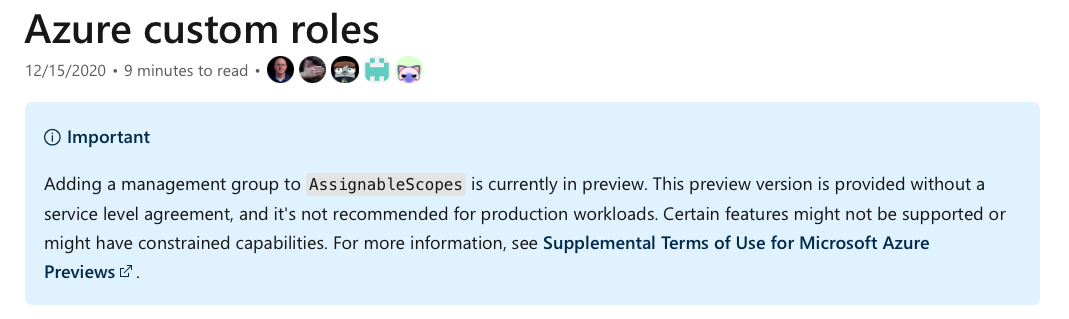 Azure custom roles
12/15/2020 • 9 minutes to read •
Important
Adding a management group to AssignableScopes is currently in preview. This preview version is provided without a
service level agreement, and it's not recommended for production workloads. Certain features might not be supported or
might have constrained capabilities. For more information, see Supplemental Terms of Use for Microsoft Azure
Previews .